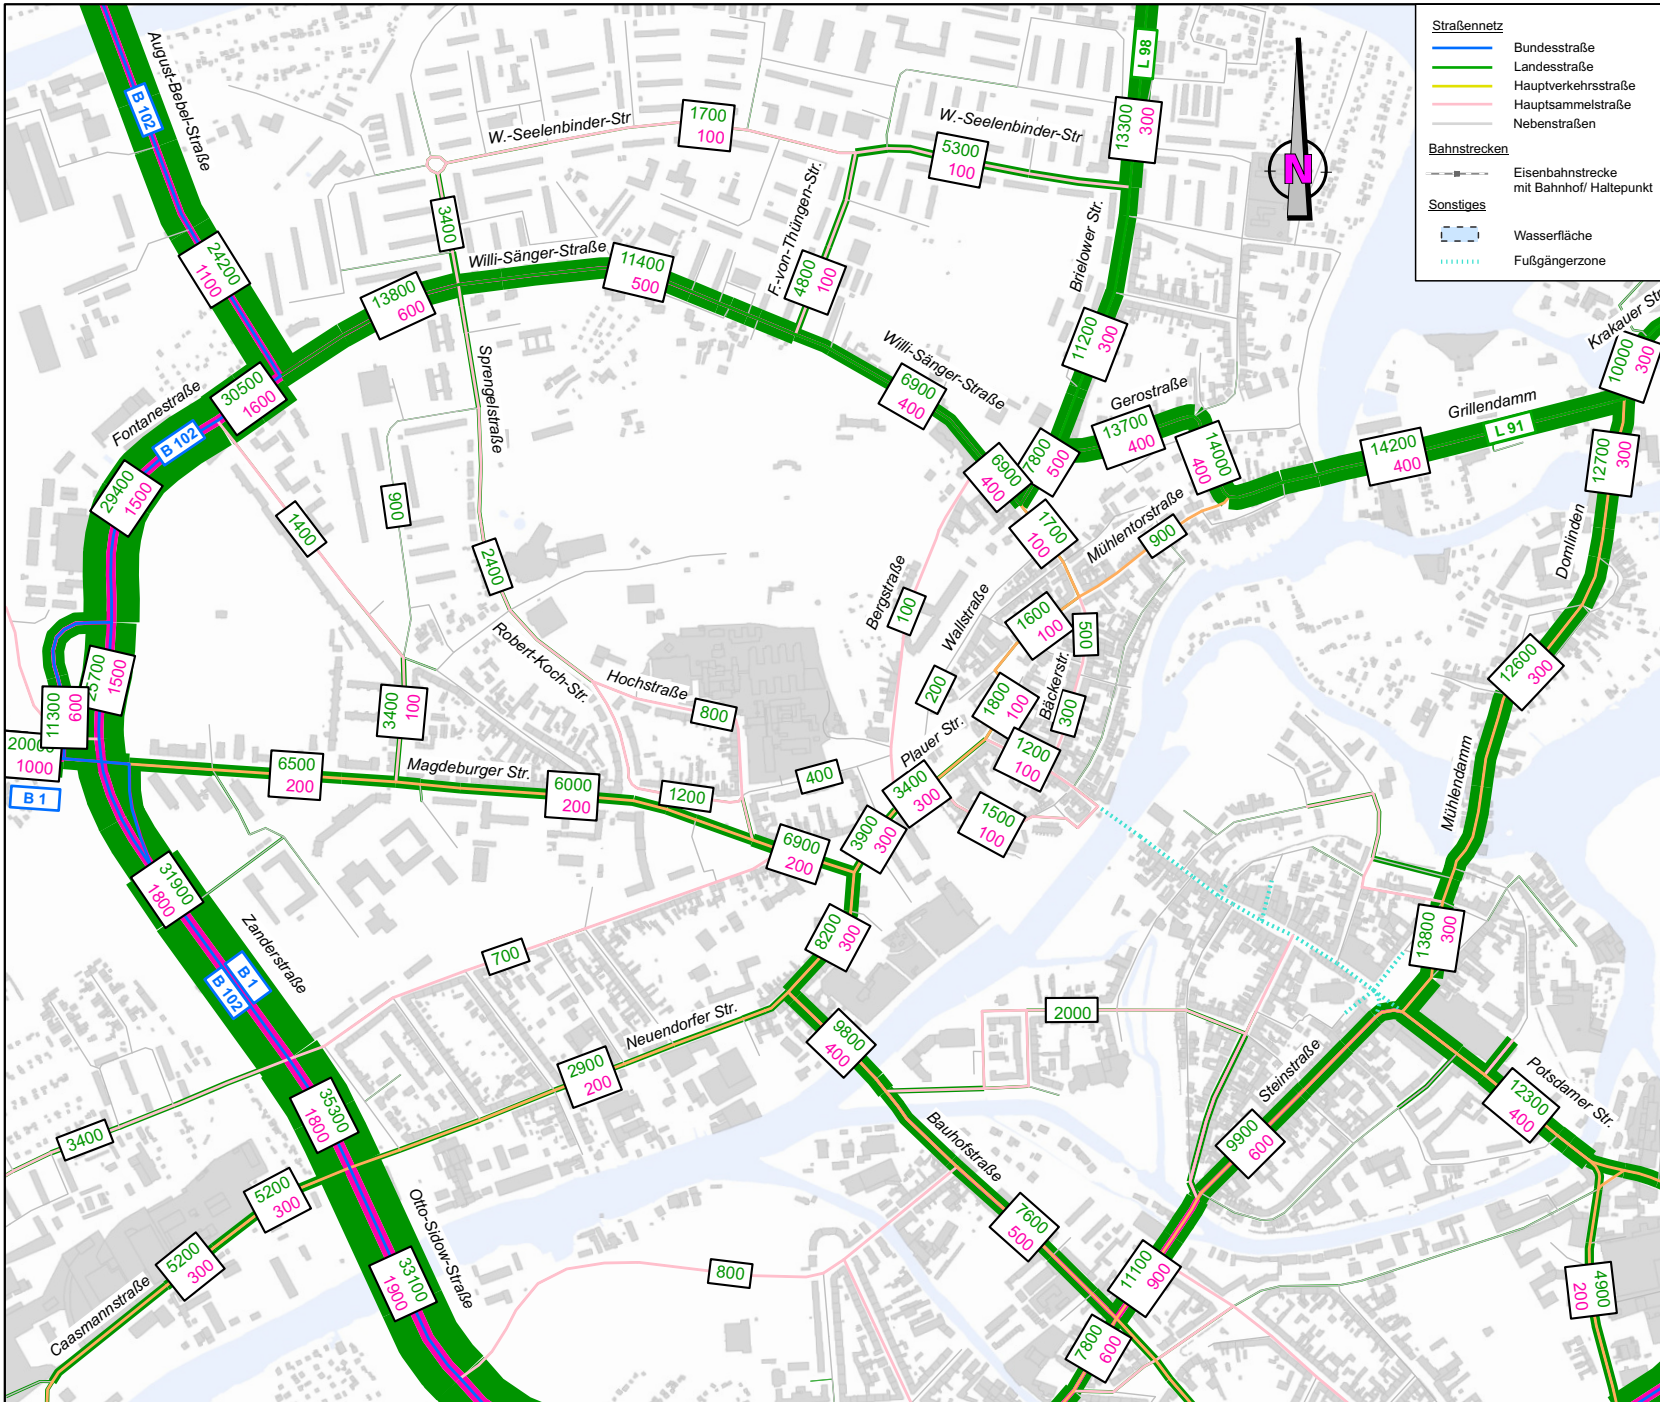 Straßennetz
Bundesstraße
Landesstraße
Hauptverkehrsstraße
Hauptsammelstraße
Nebenstraßen
Bahnstrecken
Eisenbahnstrecke
mit Bahnhof/ Haltepunkt
Sonstiges
Wasserfläche
Fußgängerzone
N
August-Bebel-Straße
B 102
L 98
W.-Seelenbinder-Str
1700
100
W.-Seelenbinder-Str
5300
100
13300
300
3400
24200
1100
Willi-Sänger-Straße
13800
600
11400
500
F.-von-Thüngen-Str.
4800
100
Brielower Str.
11200
300
Krakauer Str
10000
300
Fontanestraße
30500
1600
B 102
Sprengelstraße
Willi-Sänger-Straße
6900
400
Gerostraße
13700
400
Grillendamm
L 91
14200
400
14000
400
12700
300
29400
1500
1400
900
2400
6900
400
7800
500
1700
100
Mühlentorstraße
900
Domlinden
Bergstraße
100
Wallstraße
1600
100
500
Robert-Koch-Str.
Hochstraße
800
200
Bäckerstr.
300
1800
100
12600
300
25700
1500
11300
600
3400
100
20000
1000
B 1
6500
200
Magdeburger Str.
6000
200
1200
400
Plauer Str.
3400
300
1200
100
1500
100
3900
300
6900
200
Mühlendamm
31900
1800
Zanderstraße
B 1
B 102
700
8200
300
13800
300
Neuendorfer Str.
2900
200
9800
400
2000
Steinstraße
Potsdamer Str.
12300
400
35300
1800
3400
5200
300
Bauhofstraße
9900
600
Otto-Sidow-Straße
5200
300
Caasmannstraße
33100
1900
800
7600
500
11100
900
7800
600
4900
200